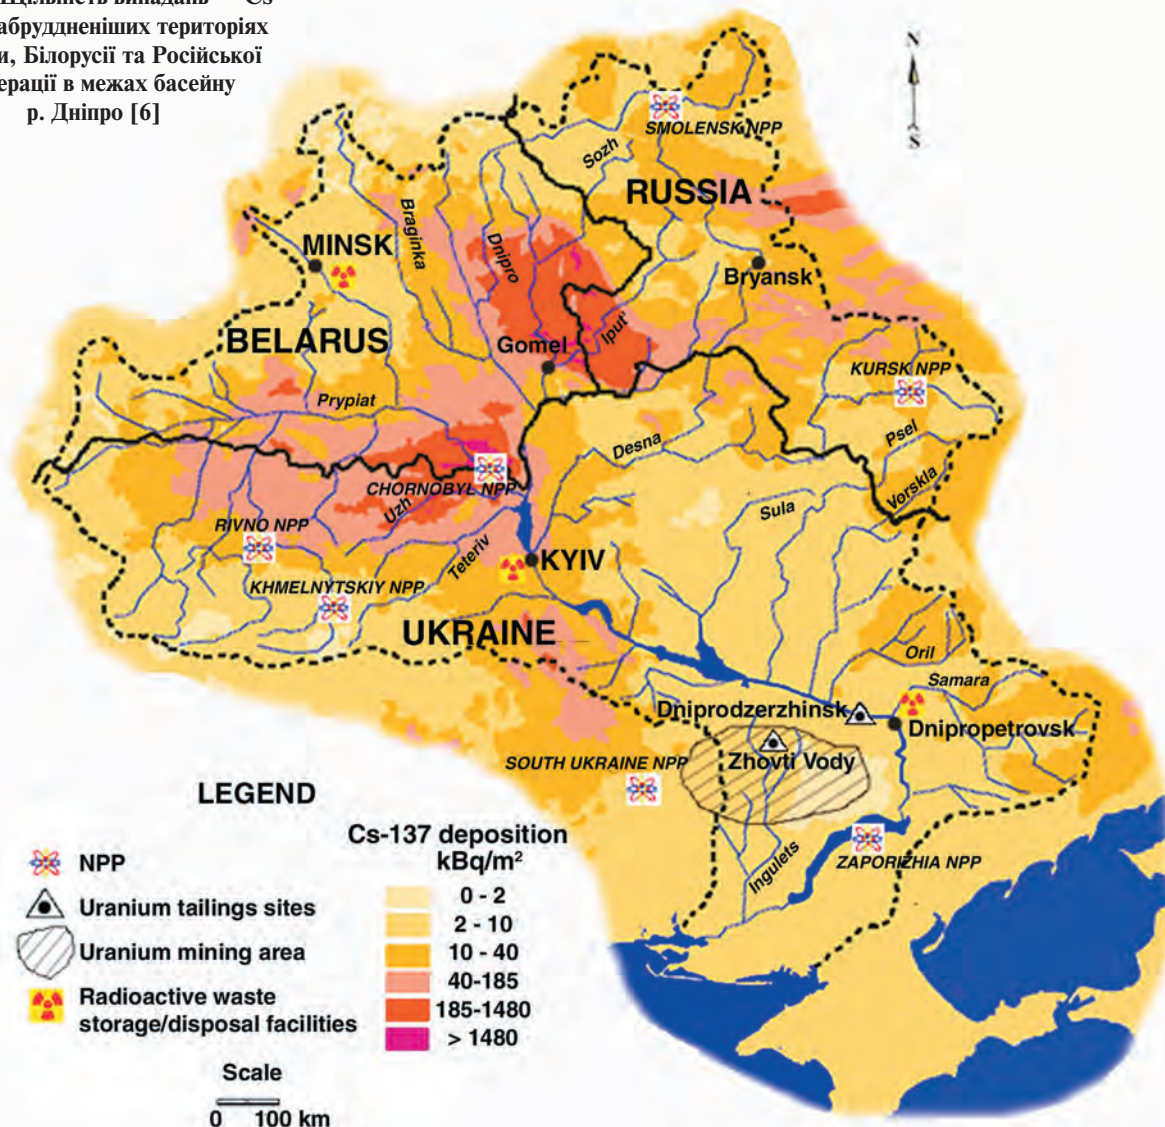 Щільність випадань Cs
абрудненіших територіях
и, Білорусії та Російської
ерації в межах басейну
р. Дніпро [6]
N
S
SMOLENSK NPP
Sozh
RUSSIA
Braginka
Dnipro
MINSK
Bryansk
Iput'
BELARUS
Gomel
KURSK NPP
Prypiat
Desna
Psel
Vorskla
CHORNOBYL NPP
Uzh
Sula
RIVNO NPP
Teteriv
KYIV
KHMELNYTSKIY NPP
UKRAINE
Oril
Samara
Dniprodzerzhinsk
Dnipropetrovsk
SOUTH UKRAINE NPP
Zhovti Vody
ZAPORIZHIA NPP
Ingulets
LEGEND
NPP
Uranium tailings sites
Uranium mining area
Radioactive waste
storage/disposal facilities
Cs-137 deposition
kBq/m²
0 - 2
2 - 10
10 - 40
40-185
185-1480
> 1480
Scale
0 100 km